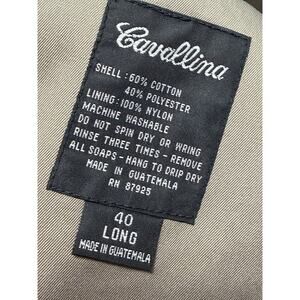 Cavallina
SHELL: 60% COTTON
40% POLYESTER
LINING: 100% NYLON
MACHINE WASHABLE
DO NOT SPIN DRY OR WRING
RINSE THREE TIMES - REMOVE
ALL SOAPS - HANG TO DRIP DRY
MADE IN GUATEMALA
RN 87925
40
LONG
MADE IN GUATEMALA